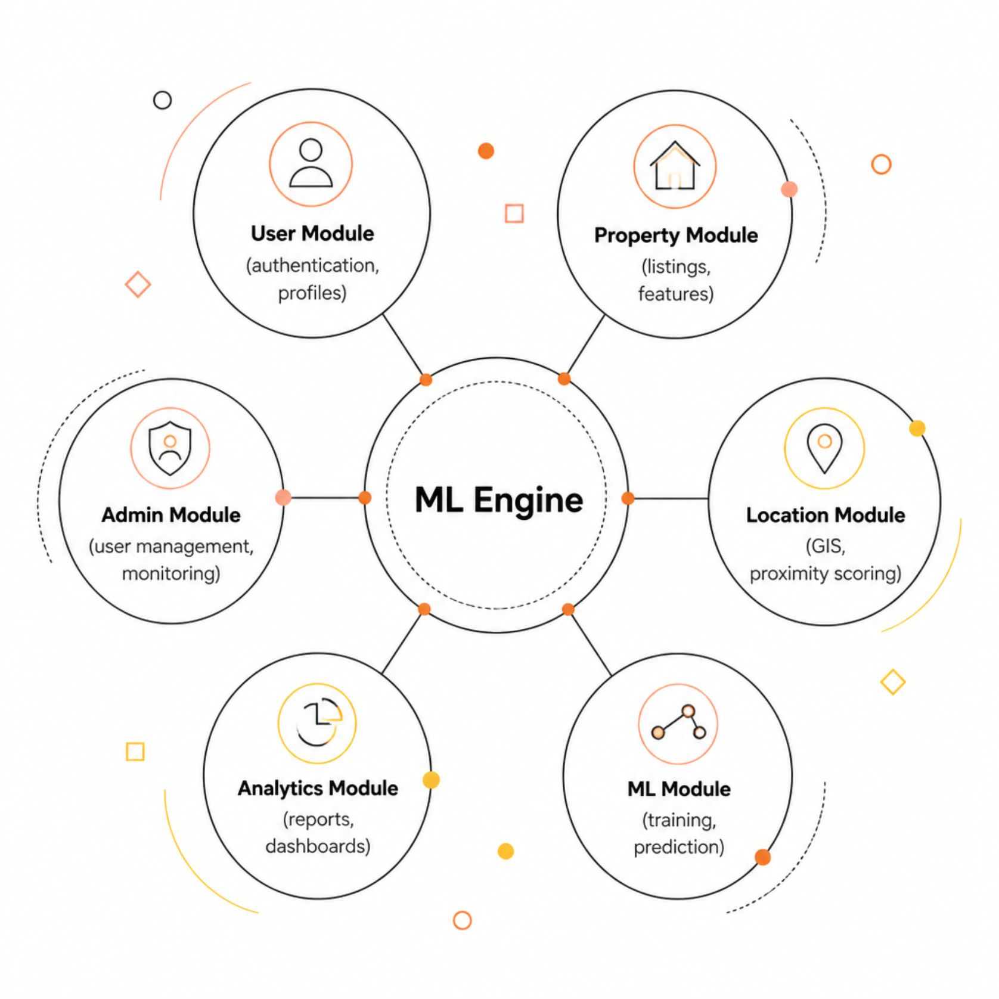 User Module
(authentication,
profiles)
Property Module
(listings,
features)
Admin Module
(user management,
monitoring)
ML Engine
Location Module
(GIS,
proximity scoring)
Analytics Module
(reports,
dashboards)
ML Module
(training,
prediction)